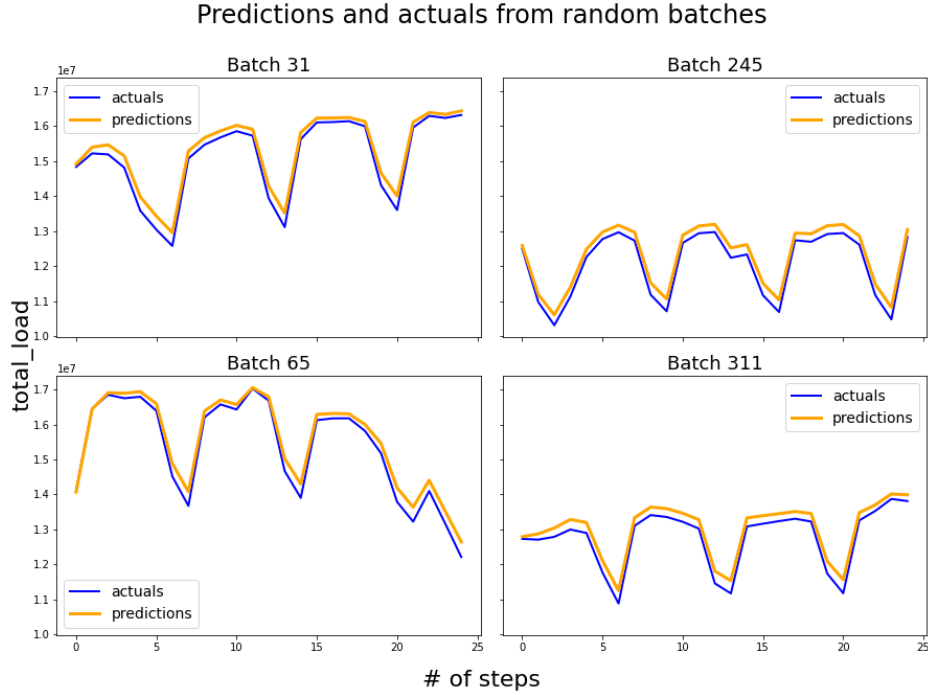 Predictions and actuals from random batches
Batch 31
1e7
1.7
1.6
1.5
1.4
1.3
1.2
1.1
1.0
actuals
predictions
Batch 245
actuals
predictions
total_load
Batch 65
1e7
1.7
1.6
1.5
1.4
1.3
1.2
1.1
1.0
actuals
predictions
0 5 10 15 20 25
Batch 311
actuals
predictions
0 5 10 15 20 25
# of steps